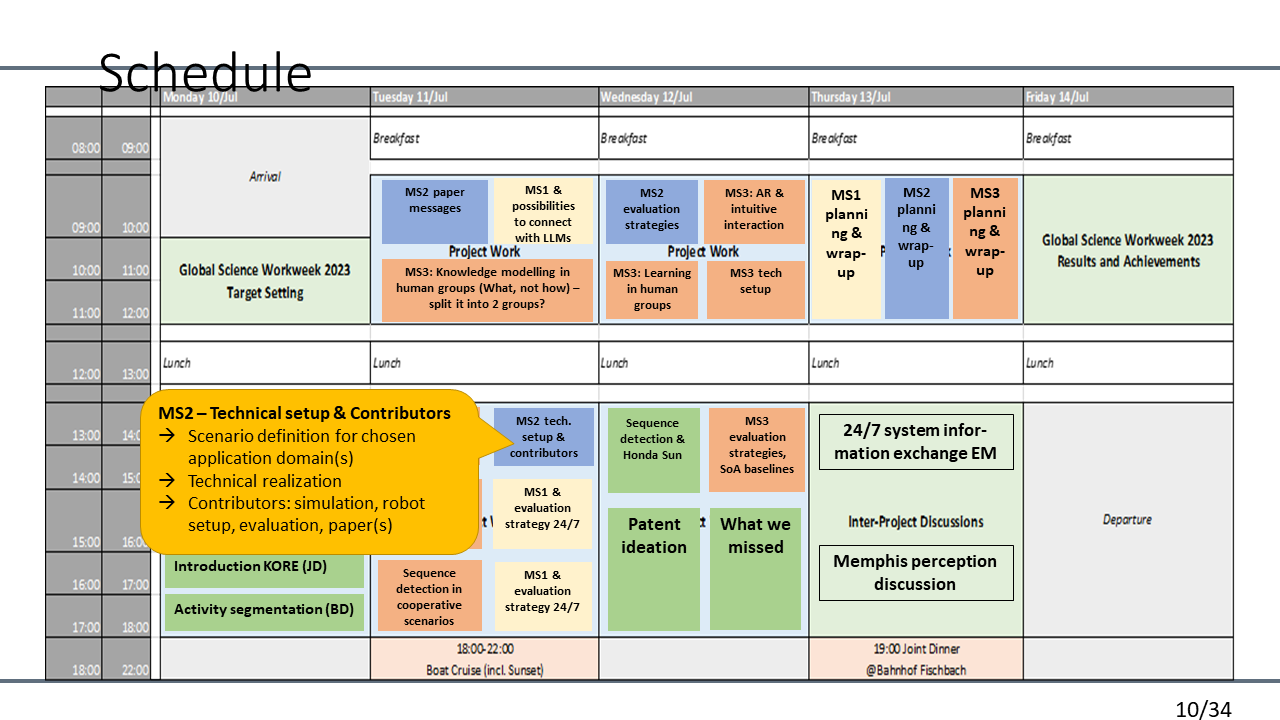 Schedule
Monday 10/Jul
Tuesday 11/Jul
Wednesday 12/Jul
Thursday 13/Jul
Friday 14/Jul
08:00 09:00
Arrival
Breakfast
Breakfast
Breakfast
Breakfast
09:00 10:00
10:00 11:00
11:00 12:00
Global Science Workweek 2023
Target Setting
MS2 paper
messages
MS1 &
possibilities
to connect
with LLMs
Project Work
MS3: Knowledge modelling in
human groups (What, not how) –
split it into 2 groups?
MS2
evaluation
strategies
MS3: AR &
intuitive
interaction
Project Work
MS3: Learning
in human
groups
MS3 tech
setup
MS1
planni
ng &
wrap-
up
MS2
planni
ng &
wrap-
up
MS3
planni
ng &
wrap-
up
Global Science Workweek 2023
Results and Achievements
12:00 13:00
Lunch
Lunch
Lunch
Lunch
Lunch
13:00
14:00
15:00
16:00 17:00
17:00 18:00
MS2 – Technical setup & Contributors
→ Scenario definition for chosen
application domain(s)
→ Technical realization
→ Contributors: simulation, robot
setup, evaluation, paper(s)
Introduction KORE (JD)
Activity segmentation (BD)
MS2 tech.
setup &
contributors
MS1 &
evaluation
strategy 24/7
Sequence
detection in
cooperative
scenarios
MS1 &
evaluation
strategy 24/7
Sequence
detection &
Honda Sun
MS3
evaluation
strategies,
SoA baselines
Patent
ideation
What we
missed
24/7 system infor-
mation exchange EM
Inter-Project Discussions
Memphis perception
discussion
Departure
18:00 22:00
18:00-22:00
Boat Cruise (incl. Sunset)
19:00 Joint Dinner
@Bahnhof Fischbach
10/34